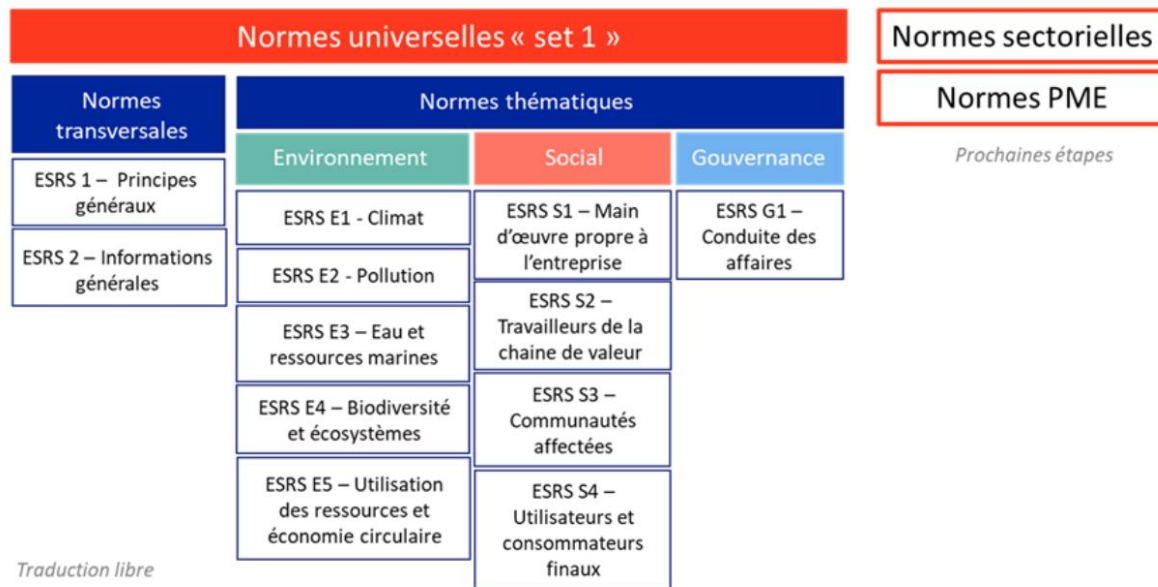 Normes universelles « set 1 »
Normes sectorielles
Normes PME
Prochaines étapes
Normes
transversales
Normes thématiques
Environnement
Social
Gouvernance
ESRS 1 – Principes
généraux
ESRS 2 – Informations
générales
ESRS E1 - Climat
ESRS E2 - Pollution
ESRS E3 – Eau et
ressources marines
ESRS E4 – Biodiversité
et écosystèmes
ESRS E5 – Utilisation
des ressources et
économie circulaire
ESRS S1 – Main
d’œuvre propre à
l’entreprise
ESRS S2 –
Travailleurs de la
chaine de valeur
ESRS S3 –
Communautés
affectées
ESRS S4 –
Utilisateurs et
consommateurs
finaux
ESRS G1 –
Conduite des
affaires
Traduction libre